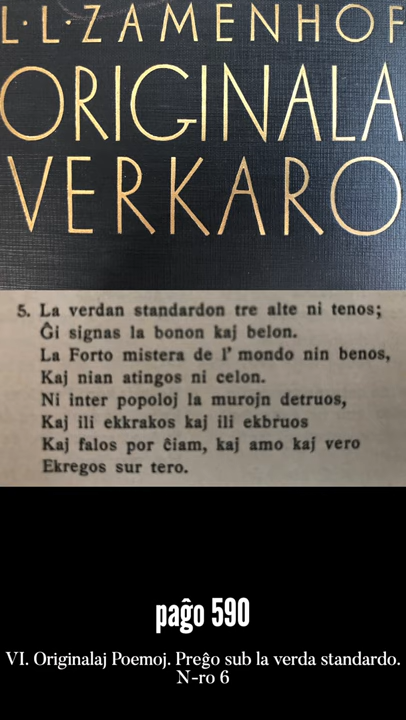 L·L·ZAMENHOF
ORIGINALA
VERKARO
5. La verdan standardon tre alte ni tenos;
Ĝi signas la bonon kaj belon.
La Forto mistera de l' mondo nin benos,
Kaj nian atingos ni celon.
Ni inter popoloj la murojn detruos,
Kaj ili ekkrakos kaj ili ekbruos
Kaj falos por ĉiam, kaj amo kaj vero
Ekregos sur tero.
paĝo 590
VI. Originalaj Poemoj. Preĝo sub la verda standardo.
N-ro 6